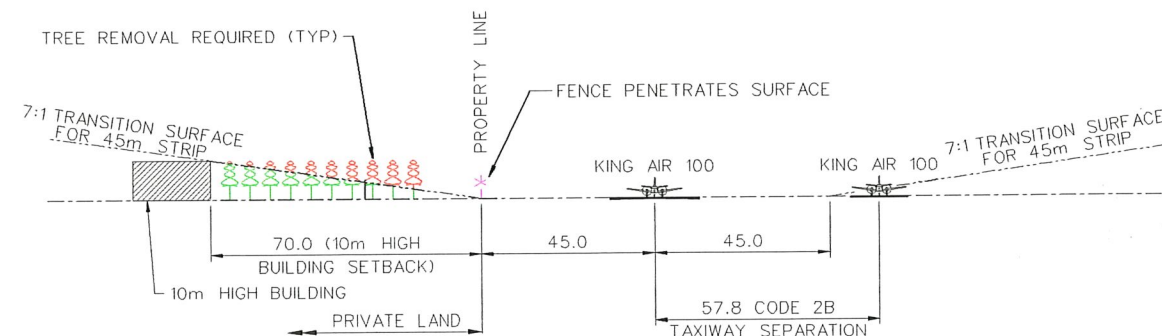 TREE REMOVAL REQUIRED (TYP)
PROPERTY LINE
FENCE PENETRATES SURFACE
7:1 TRANSITION SURFACE
FOR 45m STRIP
KING AIR 100
KING AIR 100
7:1 TRANSITION SURFACE
FOR 45m STRIP
70.0 (10m HIGH
BUILDING SETBACK)
45.0
45.0
10m HIGH BUILDING
57.8 CODE 2B
TAXIWAY SEPARATION
PRIVATE LAND